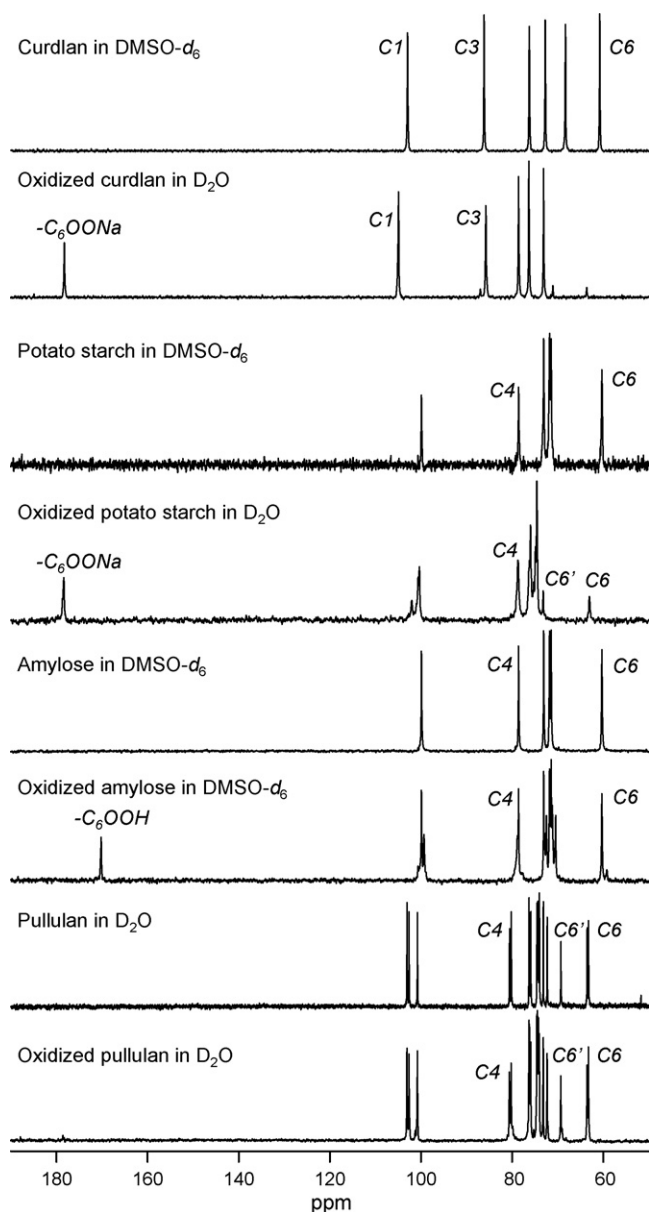 Curdlan in DMSO-d6
C1
C3
C6
Oxidized curdlan in D2O
-C6OONa
C1
C3
Potato starch in DMSO-d6
C4
C6
Oxidized potato starch in D2O
-C6OONa
C4
C6'
C6
Amylose in DMSO-d6
C4
C6
Oxidized amylose in DMSO-d6
-C6OOH
C4
C6
Pullulan in D2O
C4
C6'
C6
Oxidized pullulan in D2O
C4
C6'
C6
180 160 140 120 100 80 60
ppm